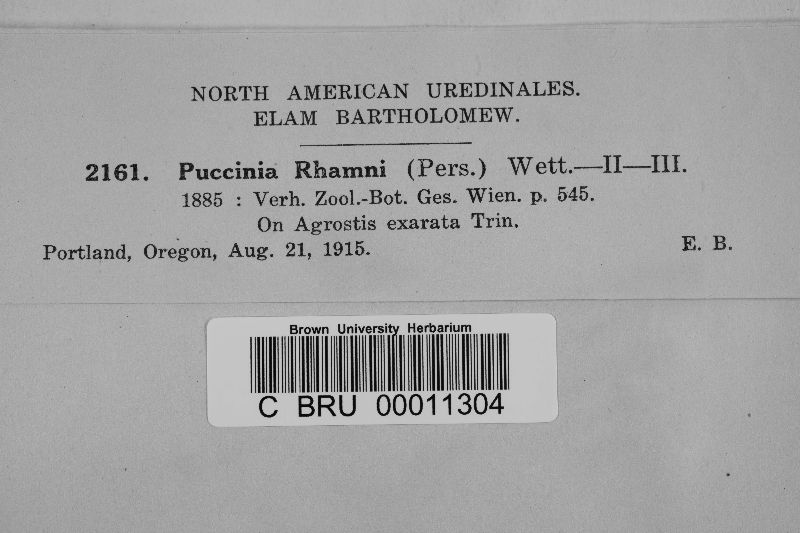 NORTH AMERICAN UREDINALES.
ELAM BARTHOLOMEW.
2161. Puccinia Rhamni (Pers.) Wett.—II—III.
1885 : Verh. Zool.-Bot. Ges. Wien. p. 545.
On Agrostis exarata Trin.
Portland, Oregon, Aug. 21, 1915. E. B.
Brown University Herbarium
C BRU 00011304